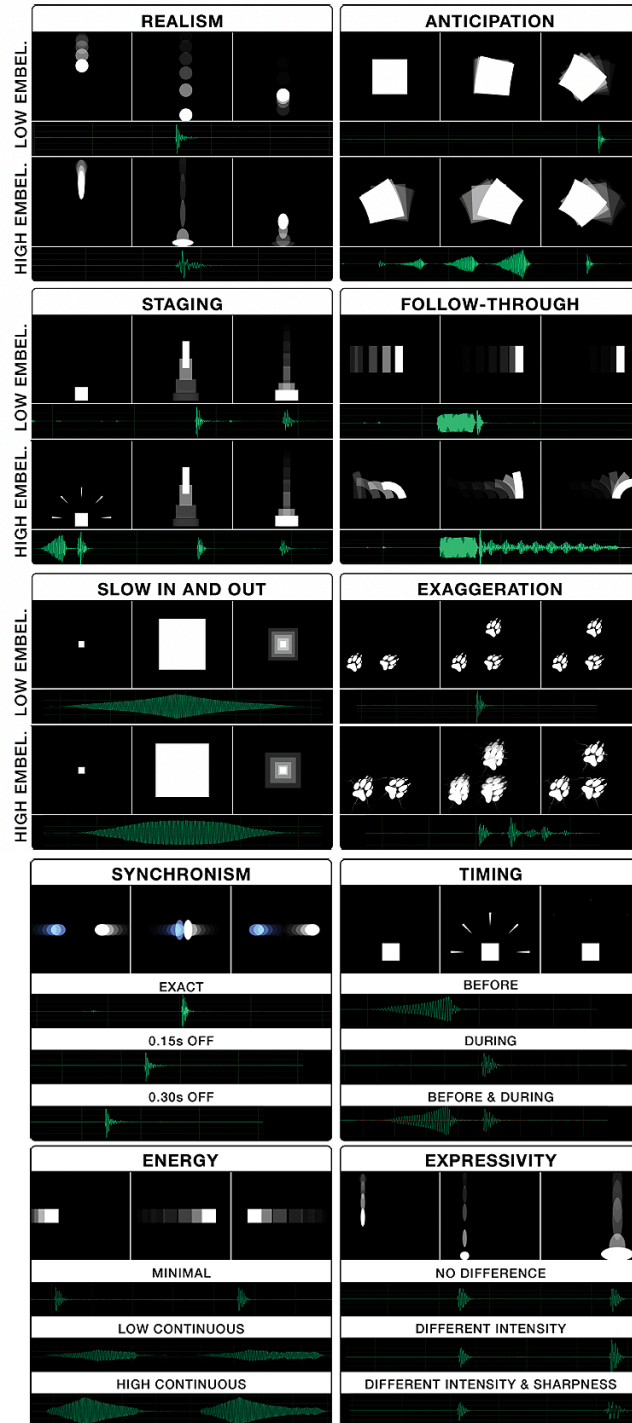 REALISM
ANTICIPATION
LOW EMBEL.
HIGH EMBEL.
STAGING
FOLLOW-THROUGH
LOW EMBEL.
HIGH EMBEL.
SLOW IN AND OUT
EXAGGERATION
LOW EMBEL.
HIGH EMBEL.
SYNCHRONISM
TIMING
EXACT
BEFORE
0.15s OFF
DURING
0.30s OFF
BEFORE & DURING
ENERGY
EXPRESSIVITY
MINIMAL
NO DIFFERENCE
LOW CONTINUOUS
DIFFERENT INTENSITY
HIGH CONTINUOUS
DIFFERENT INTENSITY & SHARPNESS